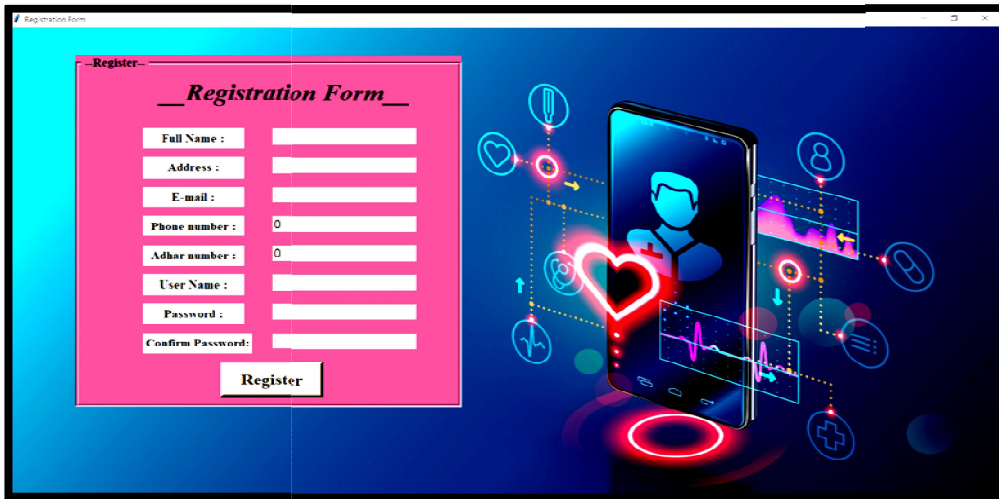 Registration Form
--Register--
__Registration Form__
Full Name :
Address :
E-mail :
Phone number : 0
Adhar number : 0
User Name :
Password :
Confirm Password:
Register